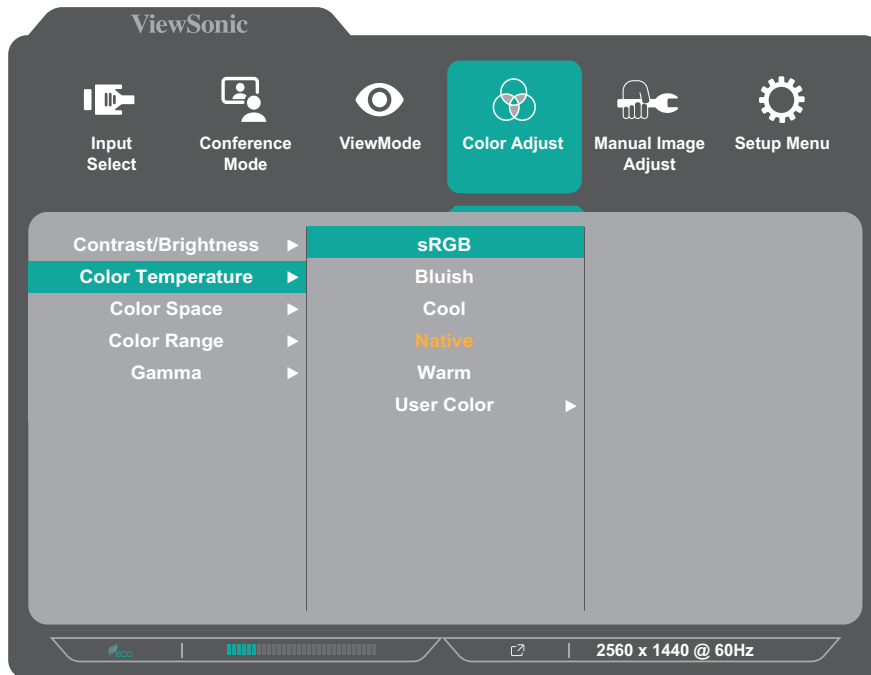 ViewSonic
Input
Select
Conference
Mode
ViewMode
Color Adjust
Manual Image
Adjust
Setup Menu
Contrast/Brightness
Color Temperature
Color Space
Color Range
Gamma
sRGB
Bluish
Cool
Native
Warm
User Color
eco
2560 x 1440 @ 60Hz